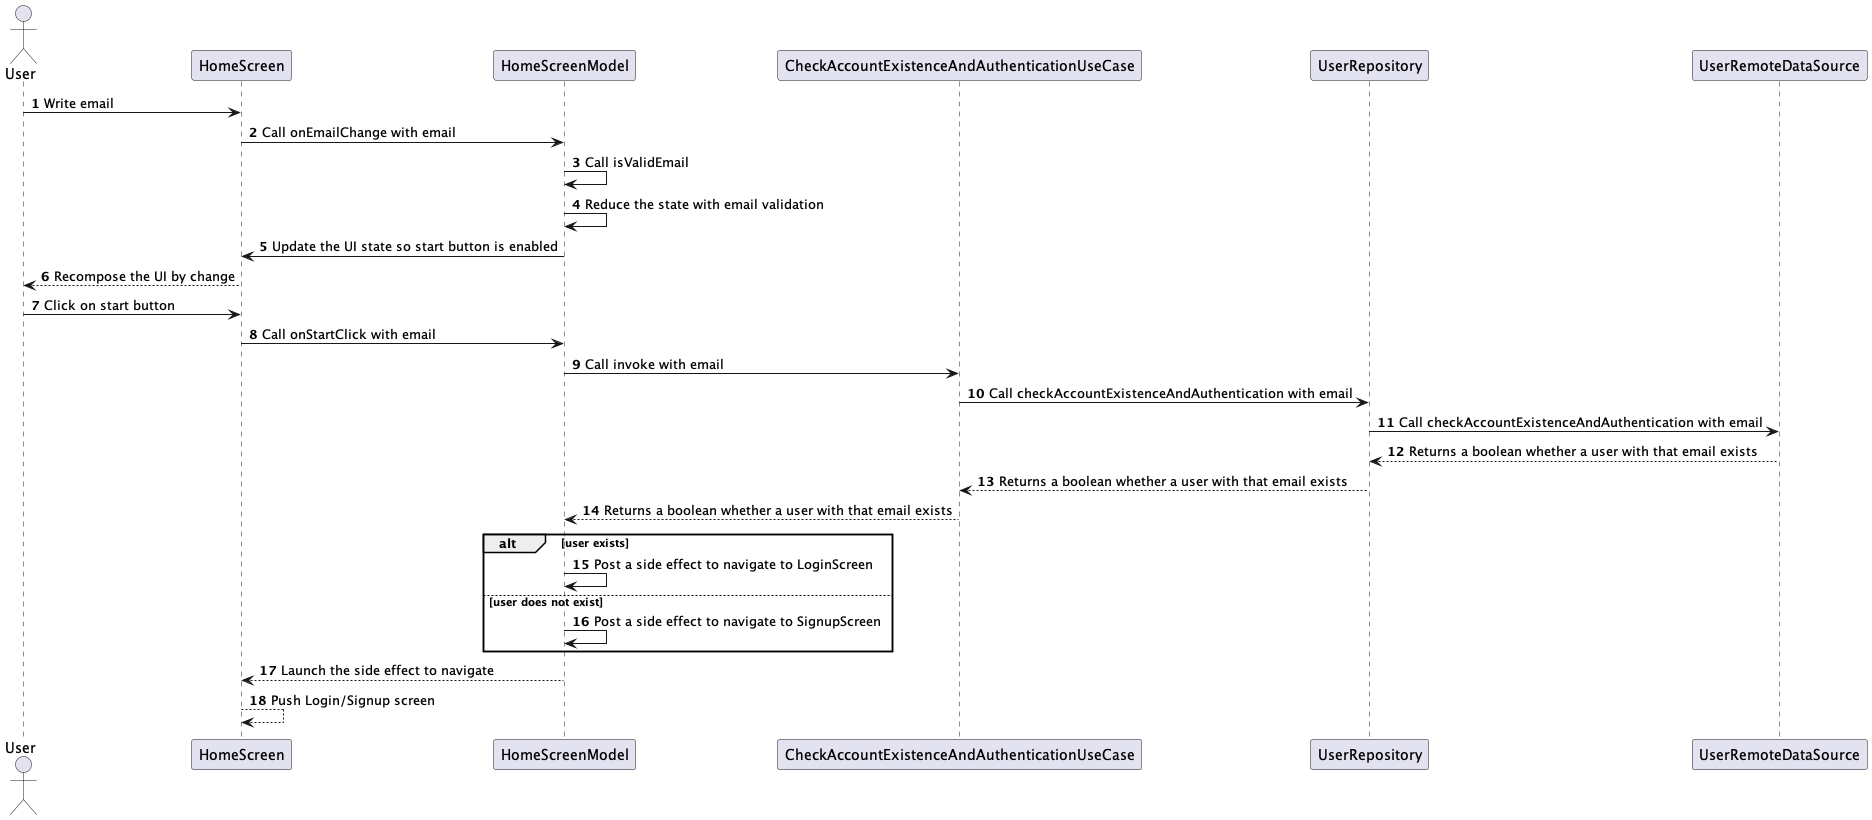 User
HomeScreen
HomeScreenModel
CheckAccountExistenceAndAuthenticationUseCase
UserRepository
UserRemoteDataSource
1 Write email
2 Call onEmailChange with email
3 Call isValidEmail
4 Reduce the state with email validation
5 Update the UI state so start button is enabled
6 Recompose the UI by change
7 Click on start button
8 Call onStartClick with email
9 Call invoke with email
10 Call checkAccountExistenceAndAuthentication with email
11 Call checkAccountExistenceAndAuthentication with email
12 Returns a boolean whether a user with that email exists
13 Returns a boolean whether a user with that email exists
14 Returns a boolean whether a user with that email exists
alt [user exists]
15 Post a side effect to navigate to LoginScreen
[user does not exist]
16 Post a side effect to navigate to SignupScreen
17 Launch the side effect to navigate
18 Push Login/Signup screen
User
HomeScreen
HomeScreenModel
CheckAccountExistenceAndAuthenticationUseCase
UserRepository
UserRemoteDataSource